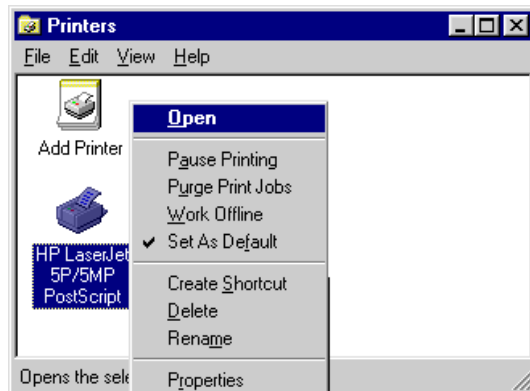 Printers
File Edit View Help
Add Printer
HP LaserJet
5P/5MP
PostScript
Open
Pause Printing
Purge Print Jobs
Work Offline
Set As Default
Create Shortcut
Delete
Rename
Properties
Opens the sele